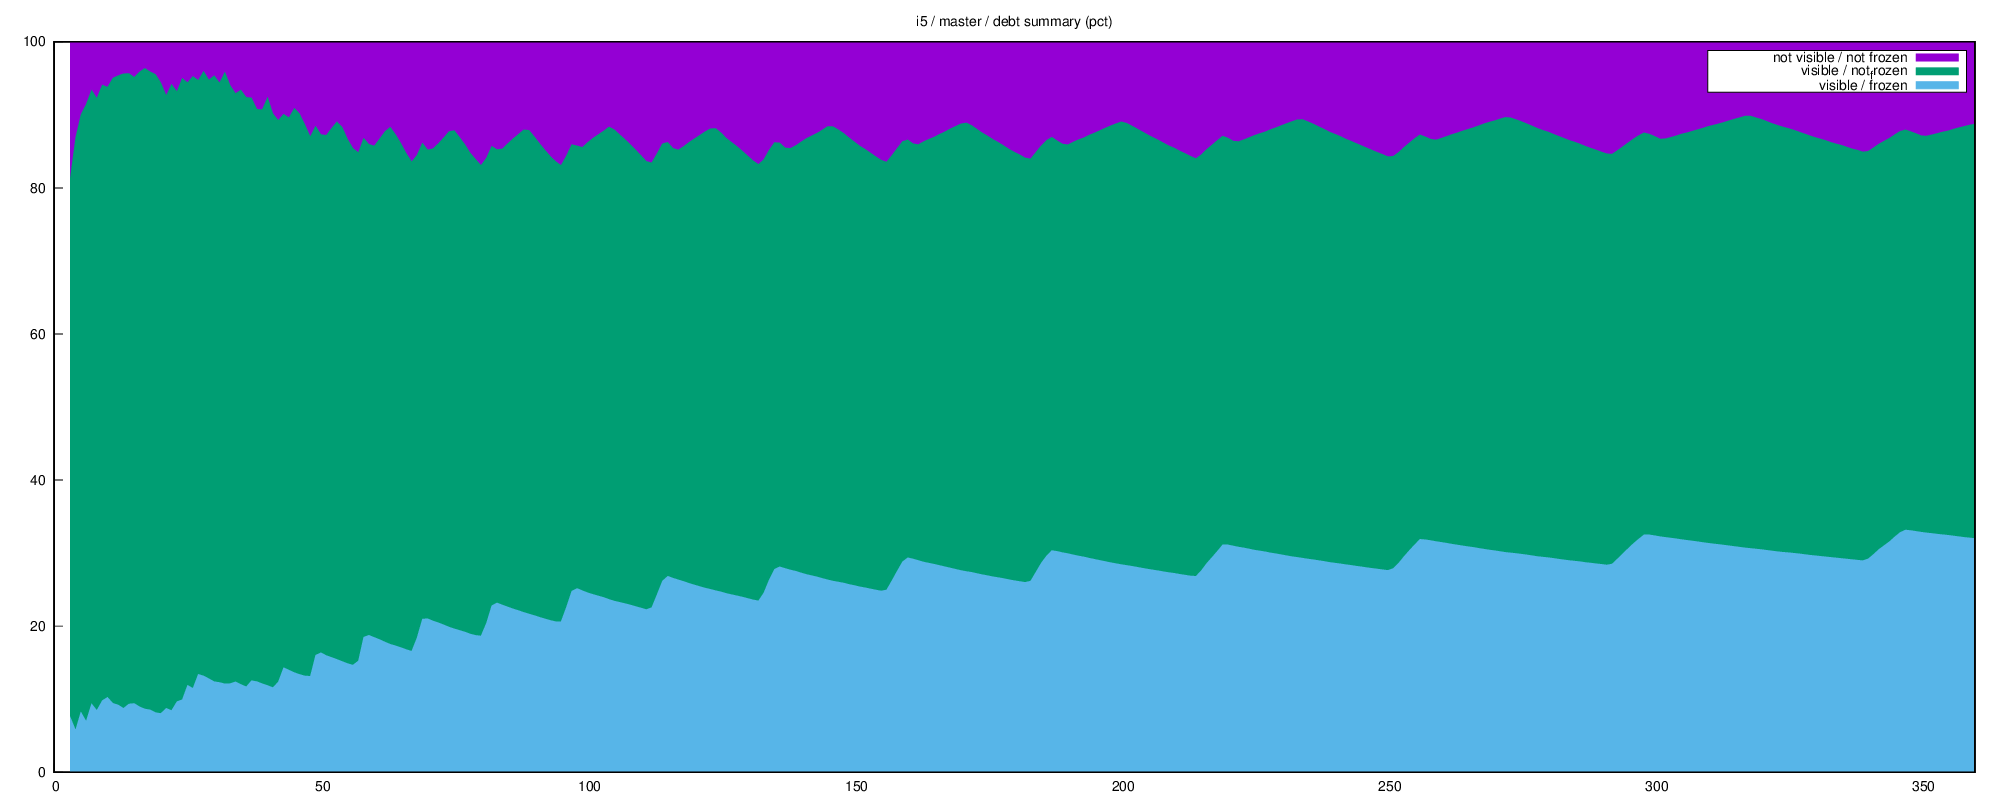 i5 / master / debt summary (pct)
100
not visible / not frozen
visible / not frozen
visible / frozen
80
60
40
20
0
0 50 100 150 200 250 300 350